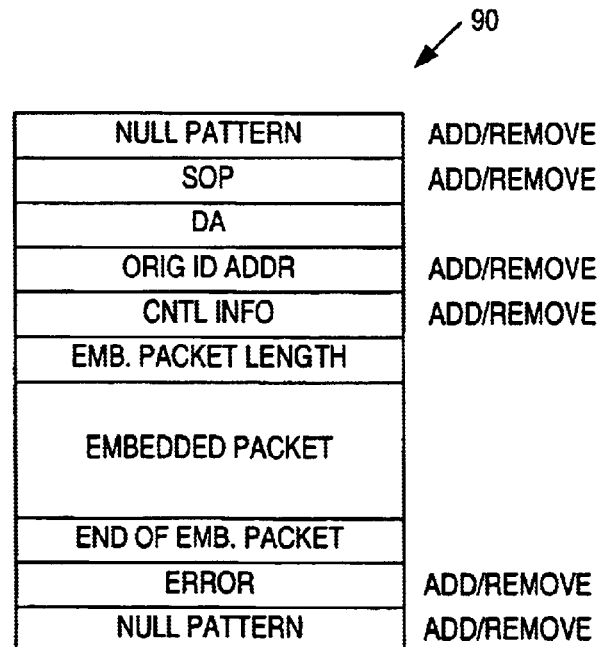 90
NULL PATTERN ADD/REMOVE
SOP ADD/REMOVE
DA
ORIG ID ADDR ADD/REMOVE
CNTL INFO ADD/REMOVE
EMB. PACKET LENGTH
EMBEDDED PACKET
END OF EMB. PACKET
ERROR ADD/REMOVE
NULL PATTERN ADD/REMOVE